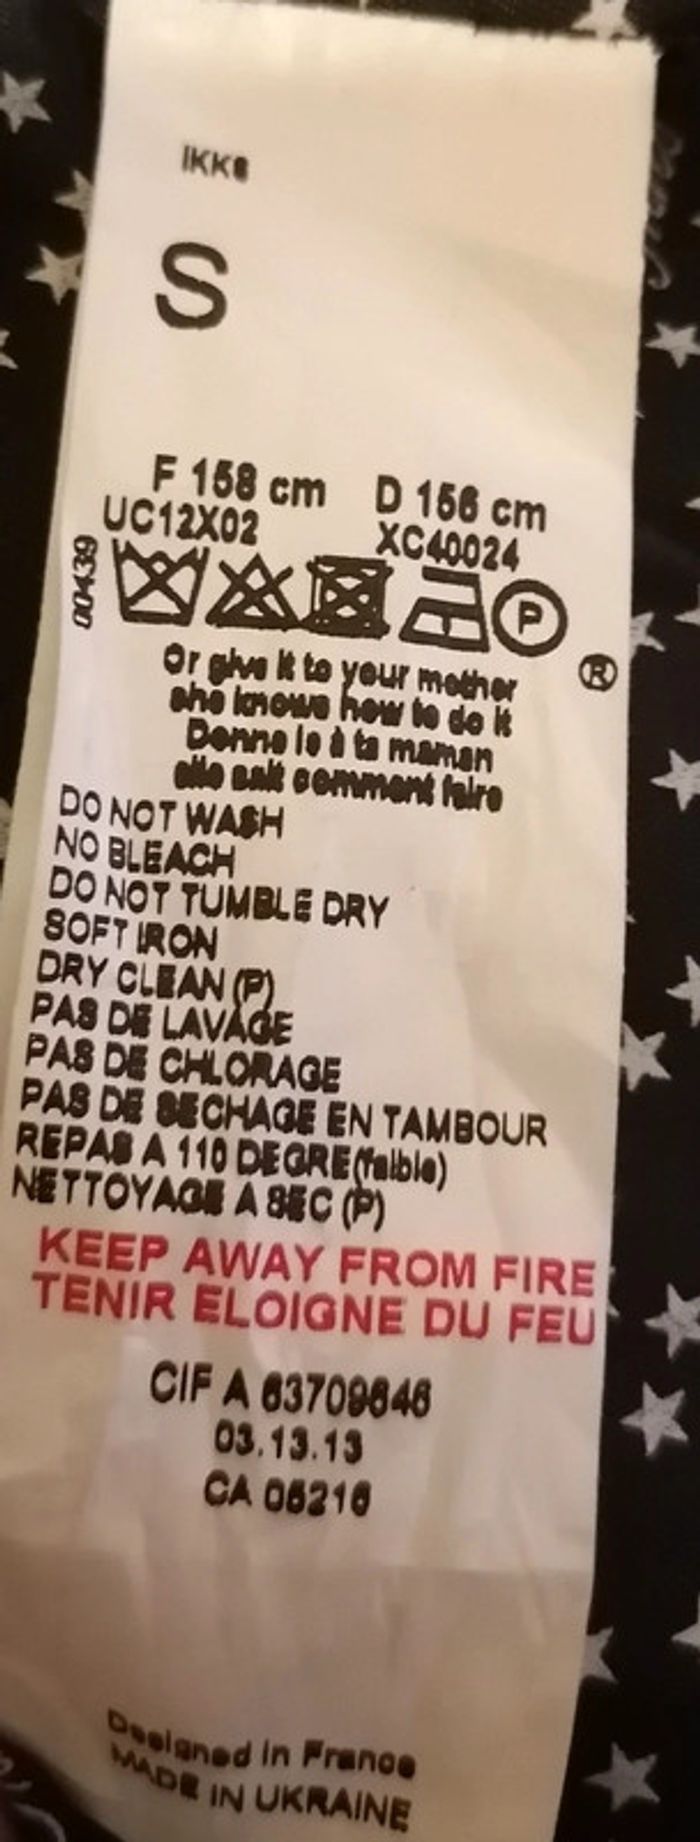 IKKS
S
F 158 cm D 156 cm
UC12X02 XC40024
00439
P
®
Or give it to your mother
she knows how to do it
Donne le à ta maman
elle sait comment faire
DO NOT WASH
NO BLEACH
DO NOT TUMBLE DRY
SOFT IRON
DRY CLEAN (P)
PAS DE LAVAGE
PAS DE CHLORAGE
PAS DE SECHAGE EN TAMBOUR
REPAS A 110 DEGRE(faible)
NETTOYAGE A SEC (P)
KEEP AWAY FROM FIRE
TENIR ELOIGNE DU FEU
CIF A 63709646
03.13.13
CA 05216
Designed in France
MADE IN UKRAINE